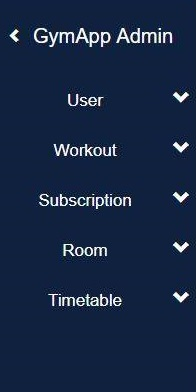 GymApp Admin
User
Workout
Subscription
Room
Timetable